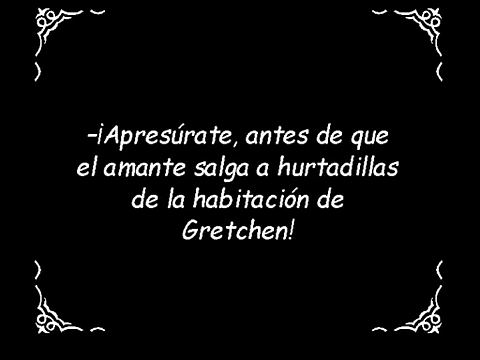 –¡Apresúrate, antes de que
el amante salga a hurtadillas
de la habitación de
Gretchen!